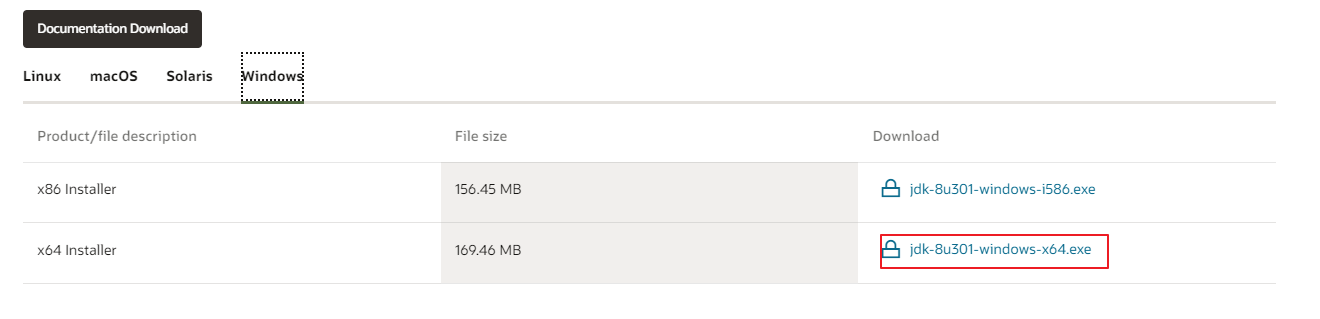 Documentation Download
Linux macOS Solaris Windows
Product/file description File size Download
x86 Installer 156.45 MB jdk-8u301-windows-i586.exe
x64 Installer 169.46 MB jdk-8u301-windows-x64.exe